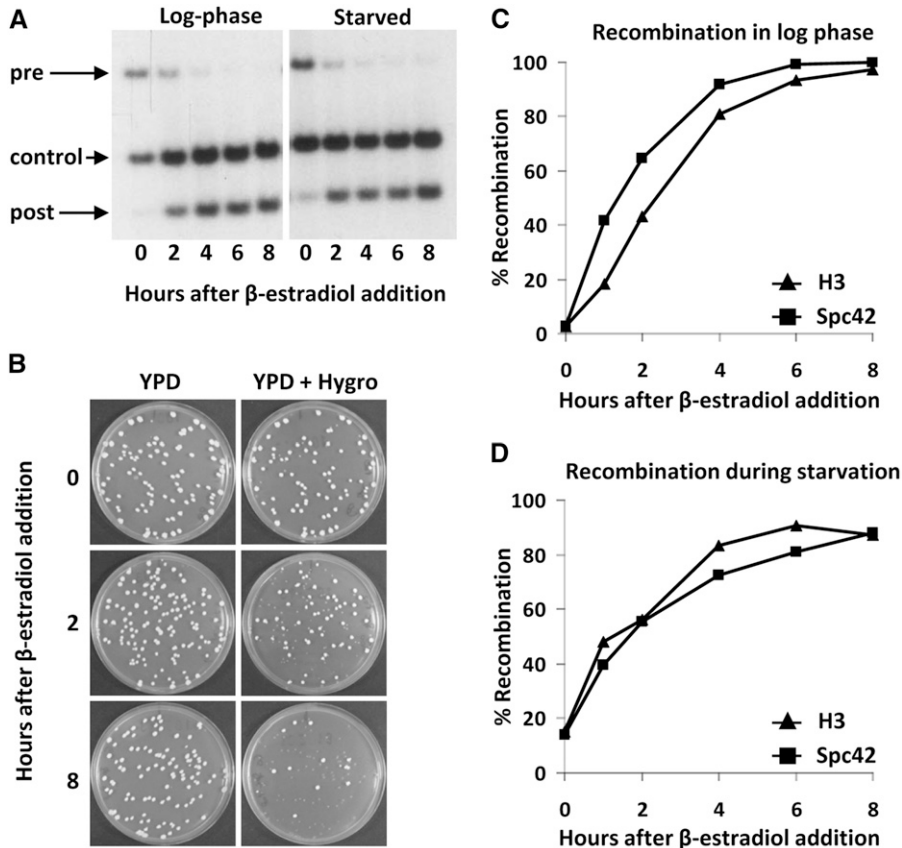 A
Log-phase Starved
pre
control
post
0 2 4 6 8 0 2 4 6 8
Hours after β-estradiol addition
B
YPD YPD + Hygro
0
2
8
Hours after β-estradiol addition
C
Recombination in log phase
100
80
60
40
20
0
% Recombination
H3
Spc42
0 2 4 6 8
Hours after β-estradiol addition
D
Recombination during starvation
100
80
60
40
20
0
% Recombination
H3
Spc42
0 2 4 6 8
Hours after β-estradiol addition